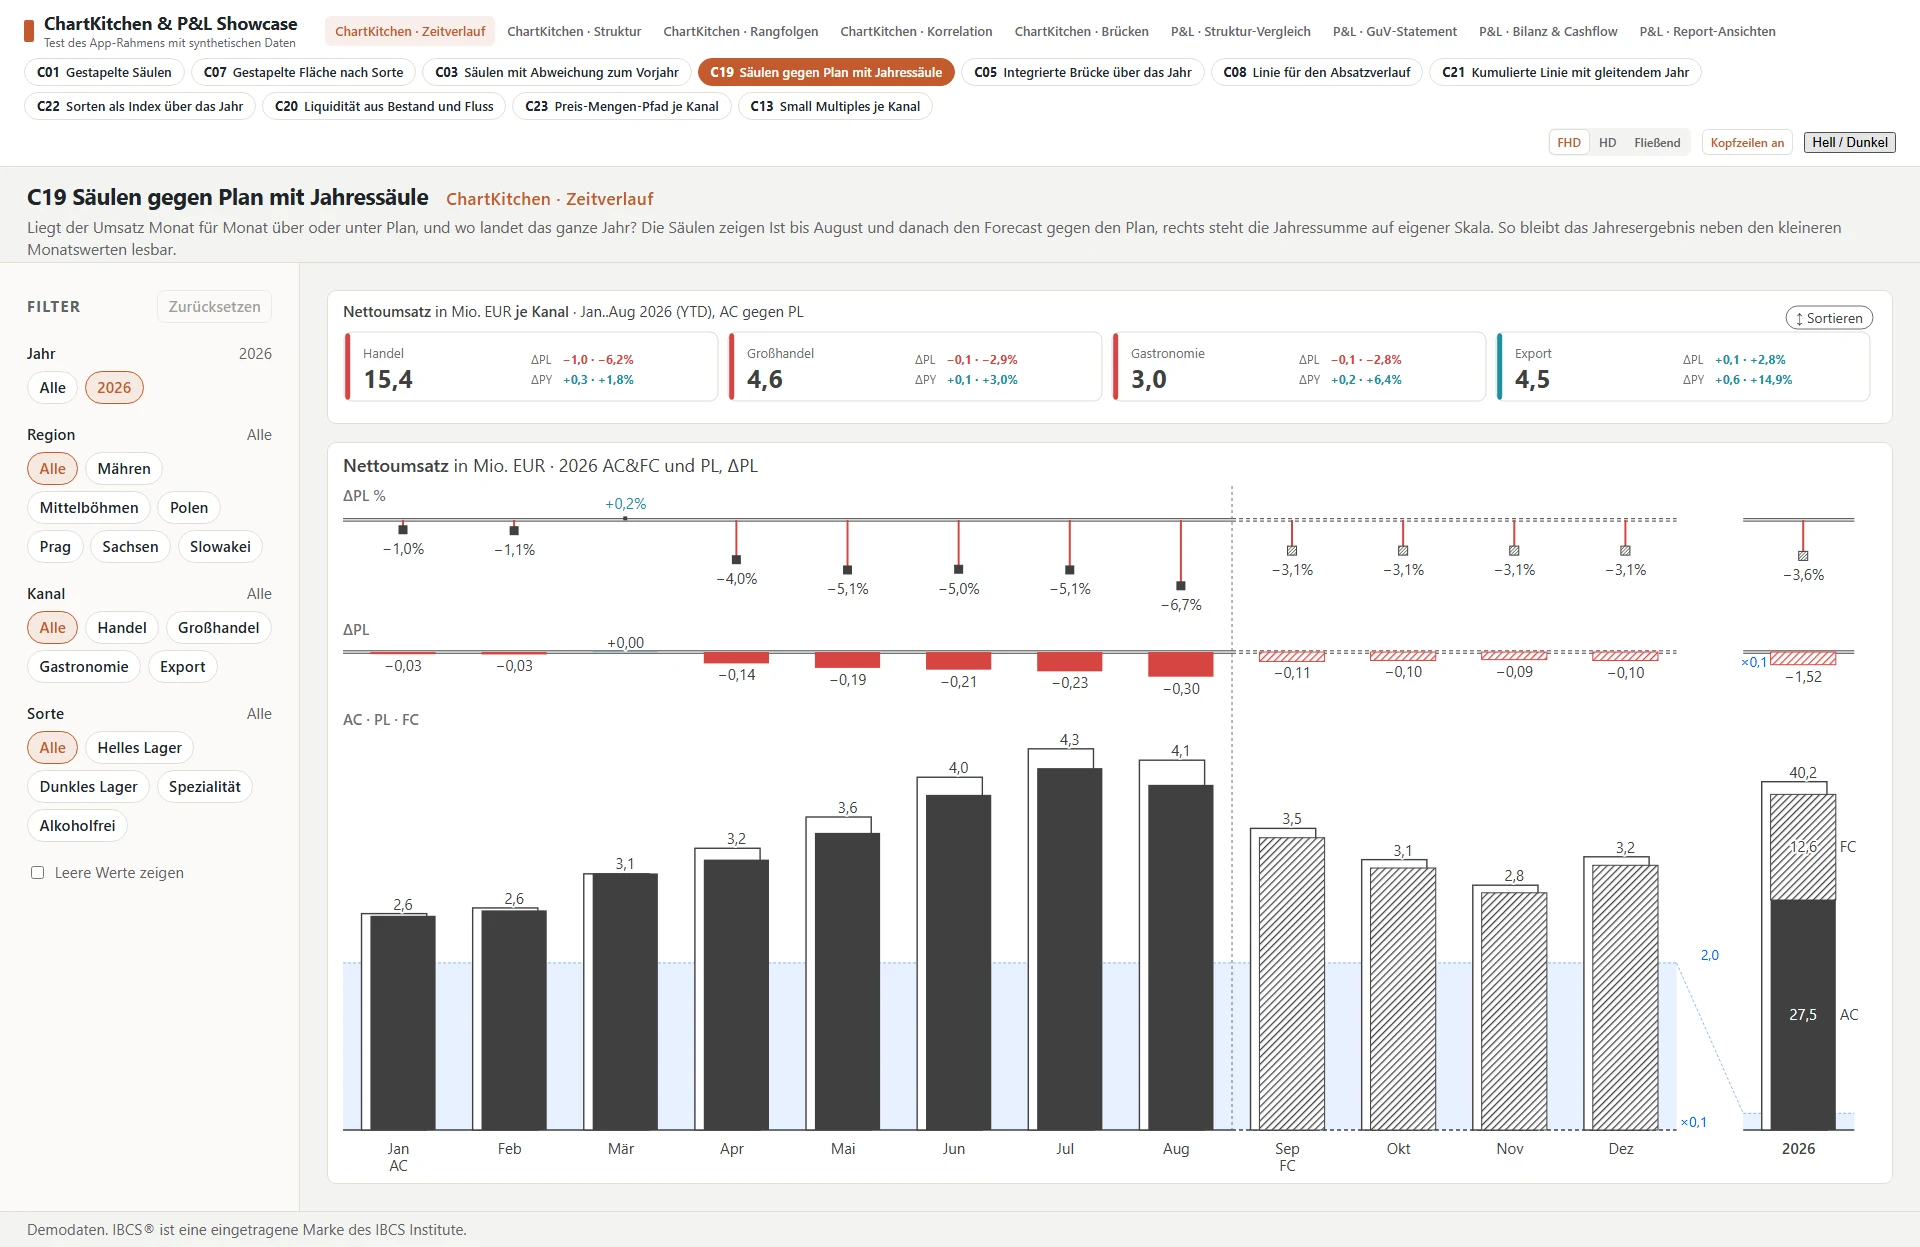 ChartKitchen & P&L Showcase
Test des App-Rahmens mit synthetischen Daten
ChartKitchen · Zeitverlauf
ChartKitchen · Struktur
ChartKitchen · Rangfolgen
ChartKitchen · Korrelation
ChartKitchen · Brücken
P&L · Struktur-Vergleich
P&L · GuV-Statement
P&L · Bilanz & Cashflow
P&L · Report-Ansichten
C01 Gestapelte Säulen
C07 Gestapelte Fläche nach Sorte
C03 Säulen mit Abweichung zum Vorjahr
C19 Säulen gegen Plan mit Jahressäule
C05 Integrierte Brücke über das Jahr
C08 Linie für den Absatzverlauf
C21 Kumulierte Linie mit gleitendem Jahr
C22 Sorten als Index über das Jahr
C20 Liquidität aus Bestand und Fluss
C23 Preis-Mengen-Pfad je Kanal
C13 Small Multiples je Kanal
FHD HD Fließend
Kopfzeilen an
Hell / Dunkel
C19 Säulen gegen Plan mit Jahressäule ChartKitchen · Zeitverlauf
Liegt der Umsatz Monat für Monat über oder unter Plan, und wo landet das ganze Jahr? Die Säulen zeigen Ist bis August und danach den Forecast gegen den Plan, rechts steht die Jahressumme auf eigener Skala. So bleibt das Jahresergebnis neben den kleineren
Monatswerten lesbar.
FILTER Zurücksetzen
Jahr 2026
Alle 2026
Region Alle
Alle Mähren
Mittelböhmen Polen
Prag Sachsen Slowakei
Kanal Alle
Alle Handel Großhandel
Gastronomie Export
Sorte Alle
Alle Helles Lager
Dunkles Lager Spezialität
Alkoholfrei
Leere Werte zeigen
Nettoumsatz in Mio. EUR je Kanal · Jan..Aug 2026 (YTD), AC gegen PL
↕ Sortieren
Handel
15,4
ΔPL −1,0 · −6,2%
ΔPY +0,3 · +1,8%
Großhandel
4,6
ΔPL −0,1 · −2,9%
ΔPY +0,1 · +3,0%
Gastronomie
3,0
ΔPL −0,1 · −2,8%
ΔPY +0,2 · +6,4%
Export
4,5
ΔPL +0,1 · +2,8%
ΔPY +0,6 · +14,9%
Nettoumsatz in Mio. EUR · 2026 AC&FC und PL, ΔPL
ΔPL %
−1,0% −1,1% +0,2% −4,0% −5,1% −5,0% −5,1% −6,7% −3,1% −3,1% −3,1% −3,1% −3,6%
ΔPL
−0,03 −0,03 +0,00 −0,14 −0,19 −0,21 −0,23 −0,30 −0,11 −0,10 −0,09 −0,10 ×0,1 −1,52
AC · PL · FC
2,6 2,6 3,1 3,2 3,6 4,0 4,3 4,1 3,5 3,1 2,8 3,2 40,2
12,6 FC
2,0
27,5 AC
×0,1
Jan Feb Mär Apr Mai Jun Jul Aug Sep Okt Nov Dez 2026
AC FC
Demodaten. IBCS® ist eine eingetragene Marke des IBCS Institute.